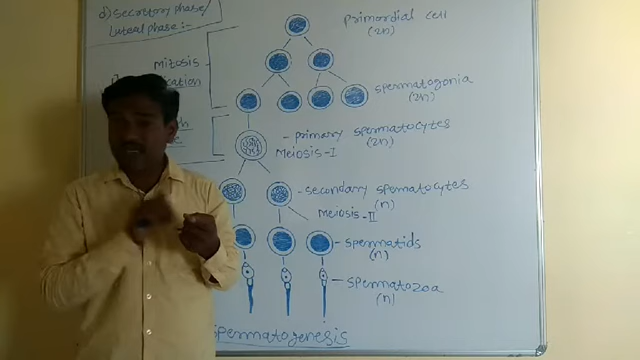 d) Secretory phase/
Luteal phase:-
primordial cell
(2n)
mitosis
spermatogonia
(2n)
- primary spermatocytes
(2n)
Meiosis-I
- secondary spermatocytes
(n)
Meiosis-II
- spermatids
(n)
- spermatozoa
(n)
spermatogenesis